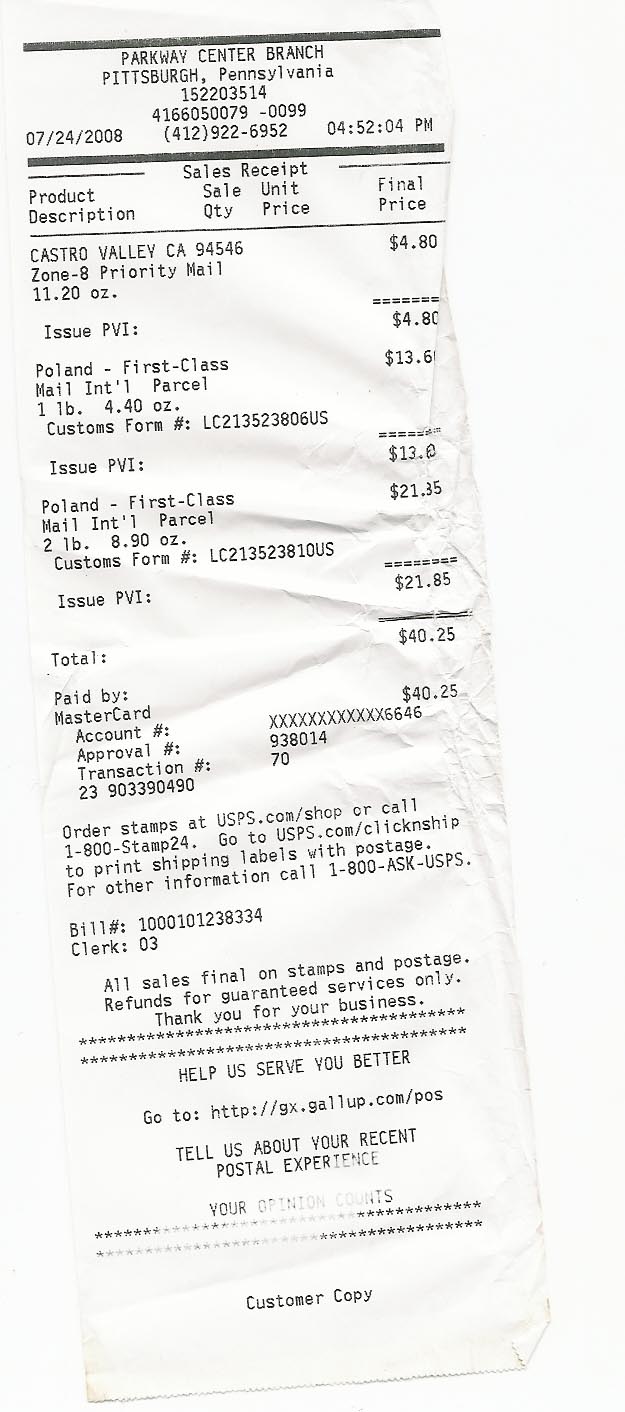 PARKWAY CENTER BRANCH
PITTSBURGH, Pennsylvania
152203514
4166050079 -0099
07/24/2008 (412)922-6952 04:52:04 PM
Sales Receipt
Product Sale Unit Final
Description Qty Price Price
CASTRO VALLEY CA 94546 $4.80
Zone-8 Priority Mail
11.20 oz.
=======
Issue PVI: $4.80
Poland - First-Class $13.6
Mail Int'l Parcel
1 lb. 4.40 oz.
Customs Form #: LC213523806US
=======
Issue PVI:
Poland - First-Class
Mail Int'l Parcel
2 lb. 8.90 oz.
Customs Form #: LC213523810US
========
Issue PVI: $21.85
Total: $40.25
Paid by:
MasterCard $40.25
Account #: XXXXXXXXXXXX6646
Approval #: 938014
Transaction #: 70
23 903390490
Order stamps at USPS.com/shop or call
1-800-Stamp24. Go to USPS.com/clicknship
to print shipping labels with postage.
For other information call 1-800-ASK-USPS.
Bill#: 1000101238334
Clerk: 03
All sales final on stamps and postage.
Refunds for guaranteed services only.
Thank you for your business.
****************************************
****************************************
HELP US SERVE YOU BETTER
Go to: http://gx.gallup.com/pos
TELL US ABOUT YOUR RECENT
POSTAL EXPERIENCE
YOUR OPINION COUNTS
****************************************
****************************************
Customer Copy